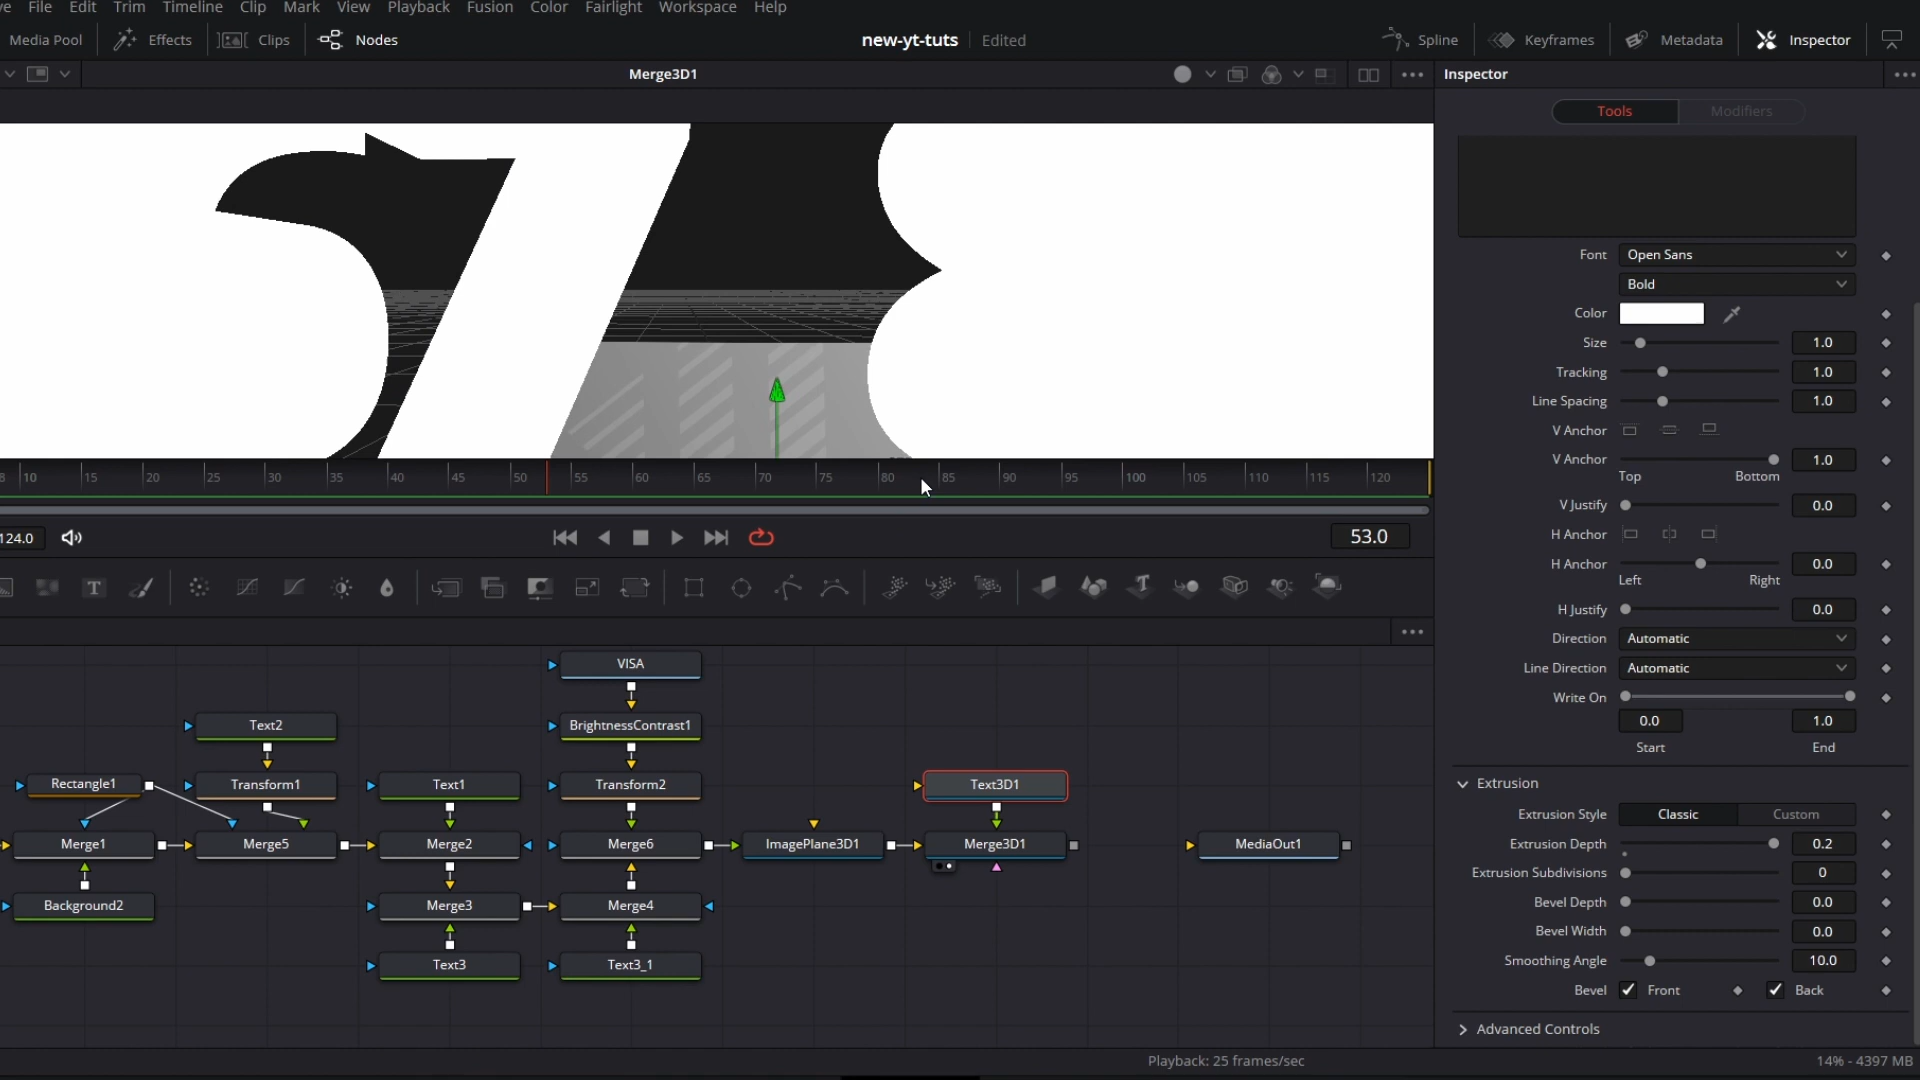 File Edit Trim Timeline Clip Mark View Playback Fusion Color Fairlight Workspace Help
Media Pool Effects Clips Nodes new-yt-tuts Edited Spline Keyframes Metadata Inspector
Merge3D1 Inspector
Tools Modifiers
Font Open Sans
Bold
Color
Size 1.0
Tracking 1.0
Line Spacing 1.0
V Anchor
V Anchor 1.0
Top Bottom
V Justify 0.0
H Anchor
H Anchor 0.0
Left Right
H Justify 0.0
Direction Automatic
Line Direction Automatic
Write On
0.0 1.0
Start End
Extrusion
Extrusion Style Classic Custom
Extrusion Depth 0.2
Extrusion Subdivisions 0
Bevel Depth 0.0
Bevel Width 0.0
Smoothing Angle 10.0
Bevel Front Back
Advanced Controls
78
8 10 15 20 25 30 35 40 45 50 55 60 65 70 75 80 85 90 95 100 105 110 115 120
124.0 53.0
T T
VISA
Text2 BrightnessContrast1
Rectangle1 Transform1 Text1 Transform2 Text3D1
Merge1 Merge5 Merge2 Merge6 ImagePlane3D1 Merge3D1 MediaOut1
Background2 Merge3 Merge4
Text3 Text3_1
Playback: 25 frames/sec 14% - 4397 MB